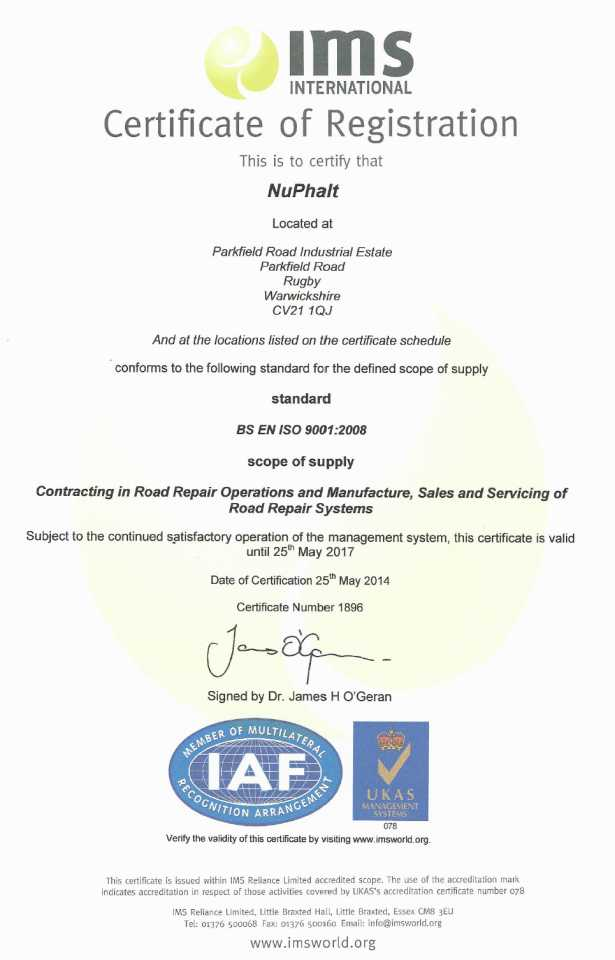 ims
INTERNATIONAL
Certificate of Registration
This is to certify that
NuPhalt
Located at
Parkfield Road Industrial Estate
Parkfield Road
Rugby
Warwickshire
CV21 1QJ
And at the locations listed on the certificate schedule
conforms to the following standard for the defined scope of supply
standard
BS EN ISO 9001:2008
scope of supply
Contracting in Road Repair Operations and Manufacture, Sales and Servicing of
Road Repair Systems
Subject to the continued satisfactory operation of the management system, this certificate is valid
until 25th May 2017
Date of Certification 25th May 2014
Certificate Number 1896
James O'Geran
Signed by Dr. James H O'Geran
MEMBER OF MULTILATERAL
IAF
RECOGNITION ARRANGEMENT
UKAS
MANAGEMENT
SYSTEMS
078
Verify the validity of this certificate by visiting www.imsworld.org.
This certificate is issued within IMS Reliance Limited accredited scope. The use of the accreditation mark
indicates accreditation in respect of those activities covered by UKAS's accreditation certificate number 078
IMS Reliance Limited, Little Braxted Hall, Little Braxted, Essex CM8 3EU
Tel: 01376 500068 Fax: 01376 500160 Email: info@imsworld.org
www.imsworld.org